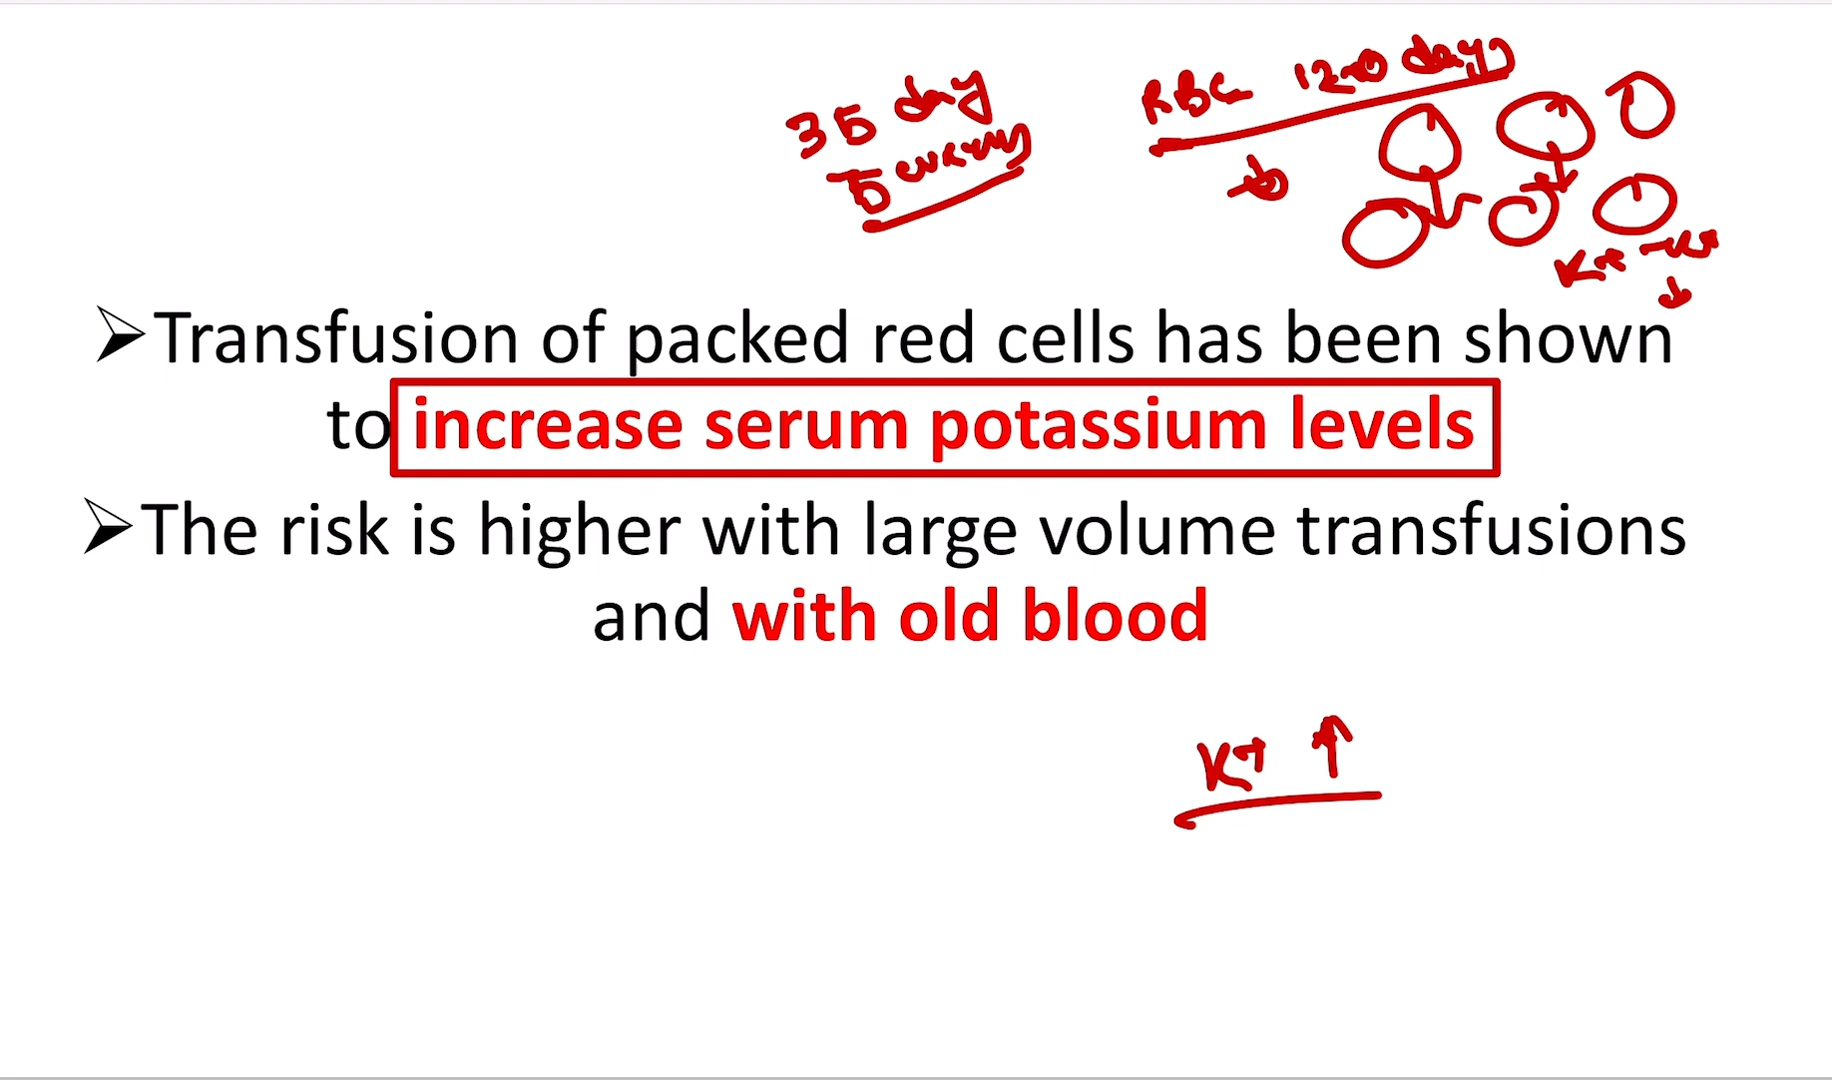 RBC 120 days
35 day
5
K+ K+
➢Transfusion of packed red cells has been shown
to increase serum potassium levels
➢The risk is higher with large volume transfusions
and with old blood
K+ ↑